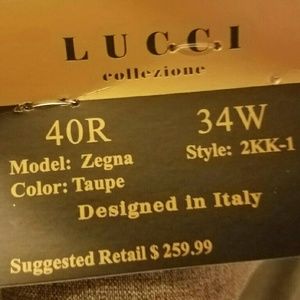 LUCCI
collezione
40R 34W
Model: Zegna Style: 2KK-1
Color: Taupe
Designed in Italy
Suggested Retail $ 259.99